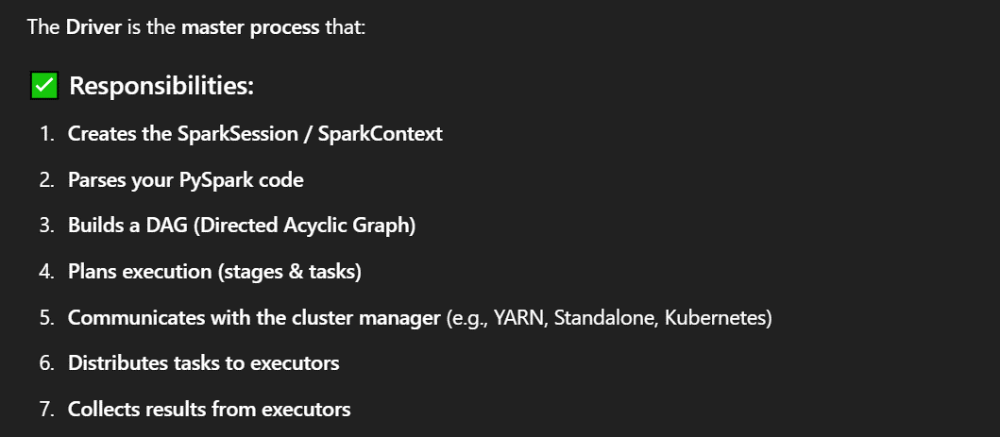 The Driver is the master process that:
✅ Responsibilities:
1. Creates the SparkSession / SparkContext
2. Parses your PySpark code
3. Builds a DAG (Directed Acyclic Graph)
4. Plans execution (stages & tasks)
5. Communicates with the cluster manager (e.g., YARN, Standalone, Kubernetes)
6. Distributes tasks to executors
7. Collects results from executors